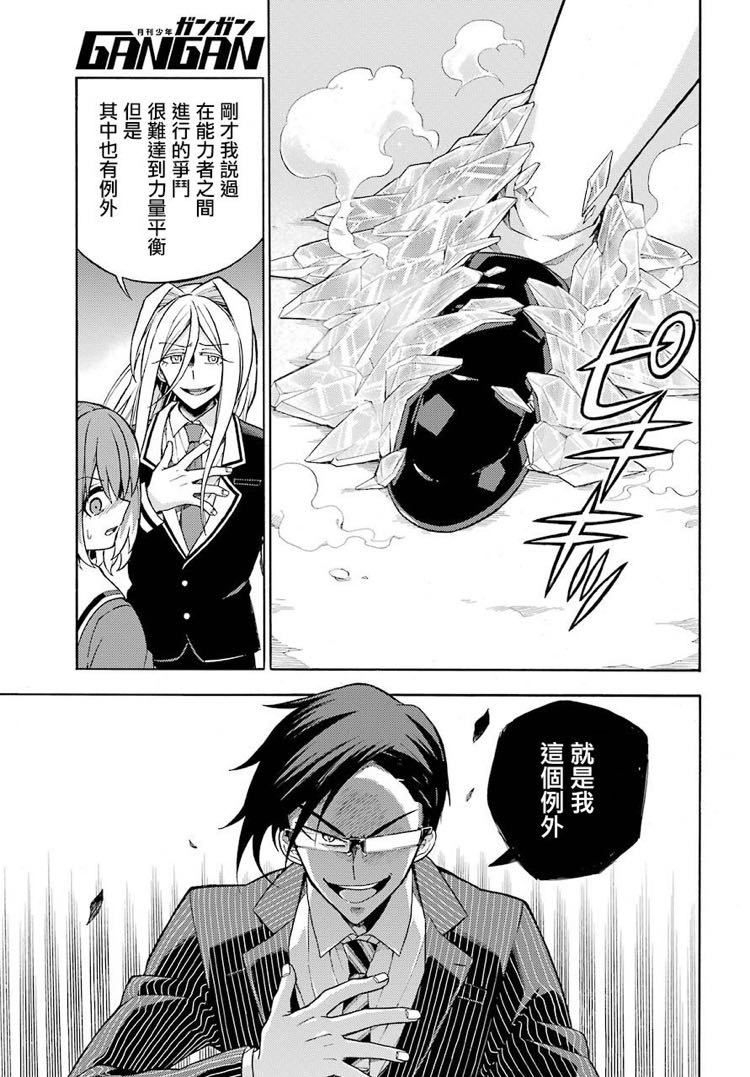 月刊少年 ガンガン
GANGAN
ピキキキッ
剛才我說過
在能力者之間
進行的爭鬥
很難達到力量平衡
但是
其中也有例外
就是我
這個例外